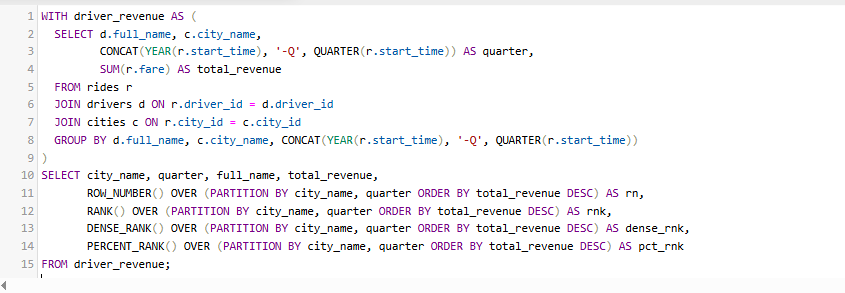 1 WITH driver_revenue AS (
2 SELECT d.full_name, c.city_name,
3 CONCAT(YEAR(r.start_time), '-Q', QUARTER(r.start_time)) AS quarter,
4 SUM(r.fare) AS total_revenue
5 FROM rides r
6 JOIN drivers d ON r.driver_id = d.driver_id
7 JOIN cities c ON r.city_id = c.city_id
8 GROUP BY d.full_name, c.city_name, CONCAT(YEAR(r.start_time), '-Q', QUARTER(r.start_time))
9 )
10 SELECT city_name, quarter, full_name, total_revenue,
11 ROW_NUMBER() OVER (PARTITION BY city_name, quarter ORDER BY total_revenue DESC) AS rn,
12 RANK() OVER (PARTITION BY city_name, quarter ORDER BY total_revenue DESC) AS rnk,
13 DENSE_RANK() OVER (PARTITION BY city_name, quarter ORDER BY total_revenue DESC) AS dense_rnk,
14 PERCENT_RANK() OVER (PARTITION BY city_name, quarter ORDER BY total_revenue DESC) AS pct_rnk
15 FROM driver_revenue;